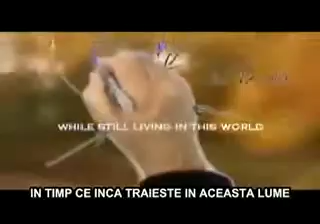 WHILE STILL LIVING IN THIS WORLD
IN TIMP CE INCA TRAIESTE IN ACEASTA LUME